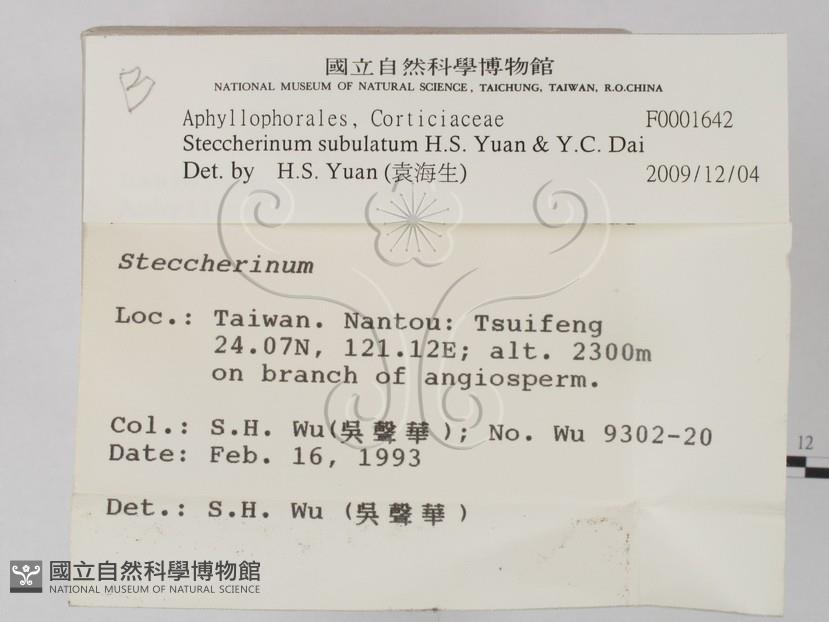 B
國立自然科學博物館
NATIONAL MUSEUM OF NATURAL SCIENCE, TAICHUNG, TAIWAN, R.O.CHINA
Aphyllophorales, Corticiaceae F0001642
Steccherinum subulatum H.S. Yuan & Y.C. Dai
Det. by H.S. Yuan (袁海生) 2009/12/04
Steccherinum
Loc.: Taiwan. Nantou: Tsuifeng
24.07N, 121.12E; alt. 2300m
on branch of angiosperm.
Col.: S.H. Wu(吳聲華); No. Wu 9302-20
Date: Feb. 16, 1993
Det.: S.H. Wu (吳聲華)
12
國立自然科學博物館
NATIONAL MUSEUM OF NATURAL SCIENCE